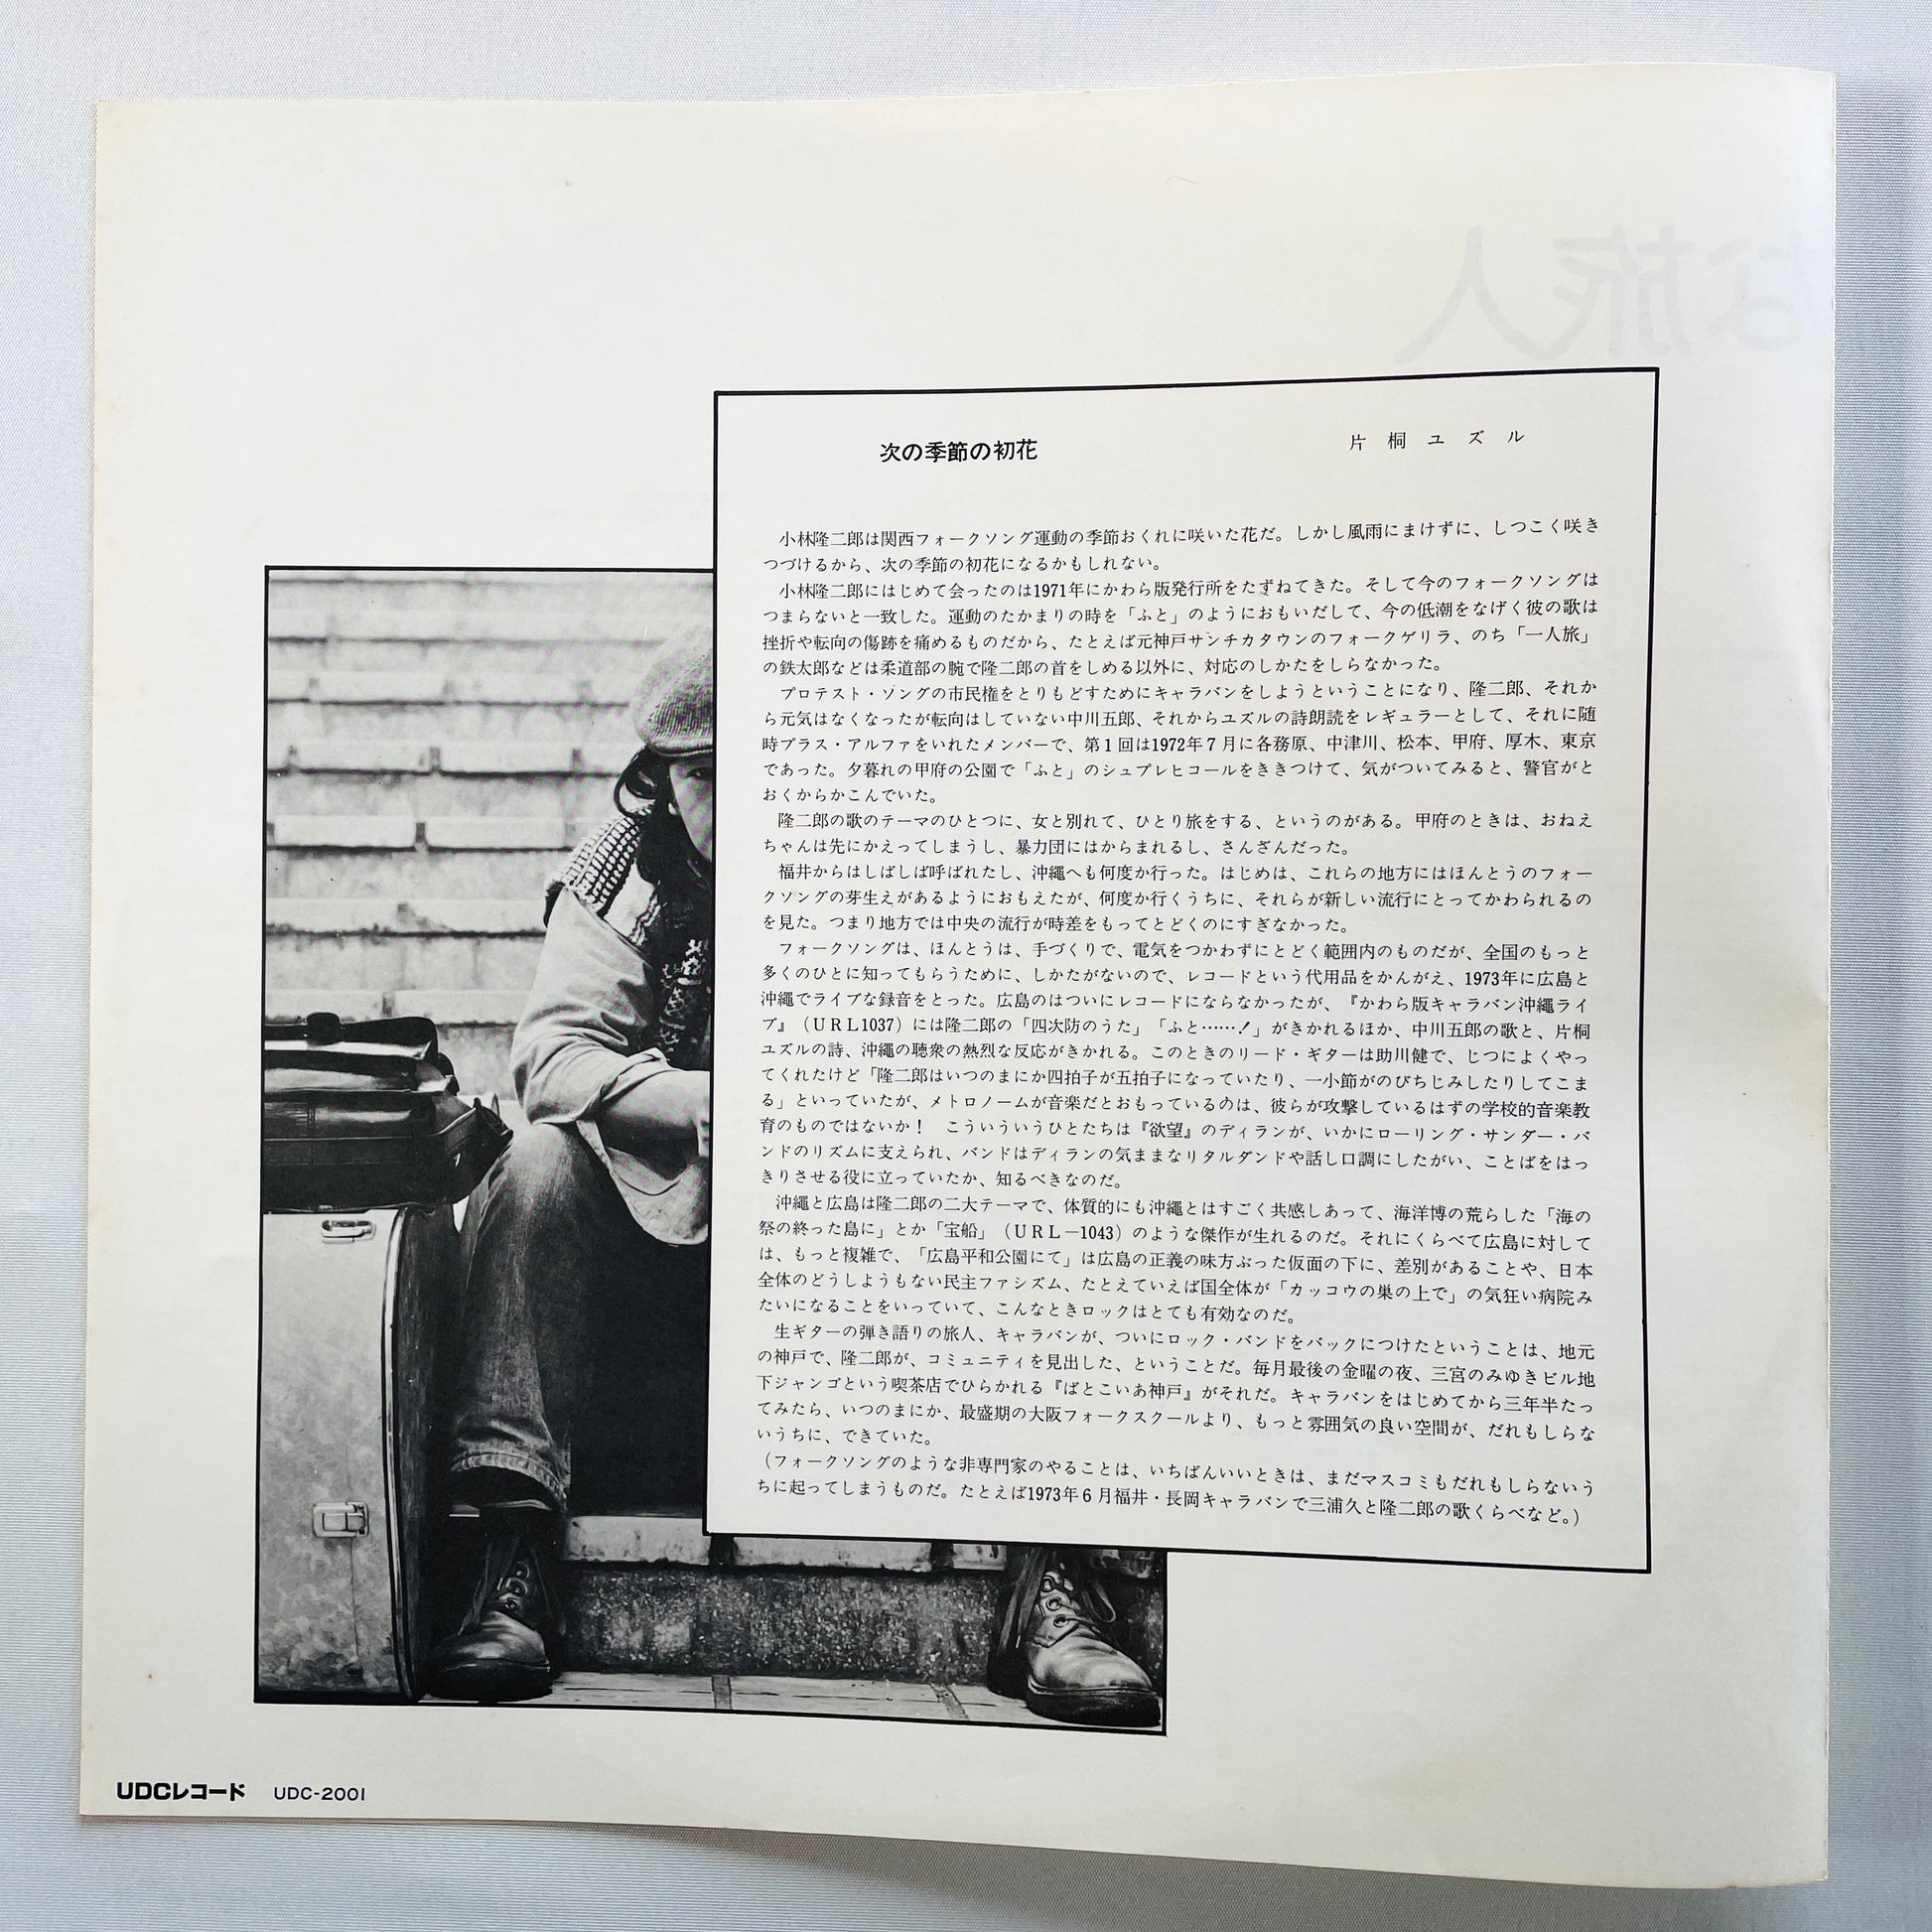 は旅人
次の季節の初花
片桐ユズル
小林隆二郎は関西フォークソング運動の季節おくれに咲いた花だ。しかし風雨にまけずに、しつこく咲き
つづけるから、次の季節の初花になるかもしれない。
小林隆二郎にはじめて会ったのは1971年にかわら版発行所をたずねてきた。そして今のフォークソングは
つまらないと一致した。運動のたかまりの時を「ふと」のようにおもいだして、今の低潮をなげく彼の歌は
挫折や転向の傷跡を痛めるものだから、たとえば元神戸サンチカタウンのフォークゲリラ、のち「一人旅」
の鉄太郎などは柔道部の腕で隆二郎の首をしめる以外に、対応のしかたをしらなかった。
プロテスト・ソングの市民権をとりもどすためにキャラバンをしようということになり、隆二郎、それか
ら元気はなくなったが転向はしていない中川五郎、それからユズルの詩朗読をレギュラーとして、それに随
時プラス・アルファをいれたメンバーで、第1回は1972年7月に各務原、中津川、松本、甲府、厚木、東京
であった。夕暮れの甲府の公園で「ふと」のシュプレヒコールをききつけて、気がついてみると、警官がと
おくからかこんでいた。
隆二郎の歌のテーマのひとつに、女と別れて、ひとり旅をする、というのがある。甲府のときは、おねえ
ちゃんは先にかえってしまうし、暴力団にはからまれるし、さんざんだった。
福井からはしばしば呼ばれたし、沖縄へも何度か行った。はじめは、これらの地方にはほんとうのフォー
クソングの芽生えがあるようにおもえたが、何度か行くうちに、それらが新しい流行にとってかわられるの
を見た。つまり地方では中央の流行が時差をもってとどくのにすぎなかった。
フォークソングは、ほんとうは、手づくりで、電気をつかわずにとどく範囲内のものだが、全国のもっと
多くのひとに知ってもらうために、しかたがないので、レコードという代用品をかんがえ、1973年に広島と
沖縄でライブな録音をとった。広島のはついにレコードにならなかったが、『かわら版キャラバン沖縄ライ
ブ』（URL1037）には隆二郎の「四次防のうた」「ふと……！」がきかれるほか、中川五郎の歌と、片桐
ユズルの詩、沖縄の聴衆の熱烈な反応がきかれる。このときのリード・ギターは助川健で、じつによくやっ
てくれたけど「隆二郎はいつのまにか四拍子が五拍子になっていたり、一小節がのびちじみしたりしてこま
る」といっていたが、メトロノームが音楽だとおもっているのは、彼らが攻撃しているはずの学校的音楽教
育のものではないか！　こういういうひとたちは『欲望』のディランが、いかにローリング・サンダー・バ
ンドのリズムに支えられ、バンドはディランの気ままなリタルダンドや話し口調にしたがい、ことばをはっ
きりさせる役に立っていたか、知るべきなのだ。
沖縄と広島は隆二郎の二大テーマで、体質的にも沖縄とはすごく共感しあって、海洋博の荒らした「海の
祭の終った島に」とか「宝船」（URL－1043）のような傑作が生れるのだ。それにくらべて広島に対して
は、もっと複雑で、「広島平和公園にて」は広島の正義の味方ぶった仮面の下に、差別があることや、日本
全体のどうしようもない民主ファシズム、たとえていえば国全体が「カッコウの巣の上で」の気狂い病院み
たいになることをいっていて、こんなときロックはとても有効なのだ。
生ギターの弾き語りの旅人、キャラバンが、ついにロック・バンドをバックにつけたということは、地元
の神戸で、隆二郎が、コミュニティを見出した、ということだ。毎月最後の金曜の夜、三宮のみゆきビル地
下ジャンゴという喫茶店でひらかれる『ばとこいあ神戸』がそれだ。キャラバンをはじめてから三年半たっ
てみたら、いつのまにか、最盛期の大阪フォークスクールより、もっと雰囲気の良い空間が、だれもしらな
いうちに、できていた。
（フォークソングのような非専門家のやることは、いちばんいいときは、まだマスコミもだれもしらないう
ちに起ってしまうものだ。たとえば1973年6月福井・長岡キャラバンで三浦久と隆二郎の歌くらべなど。）
UDCレコード UDC-2001